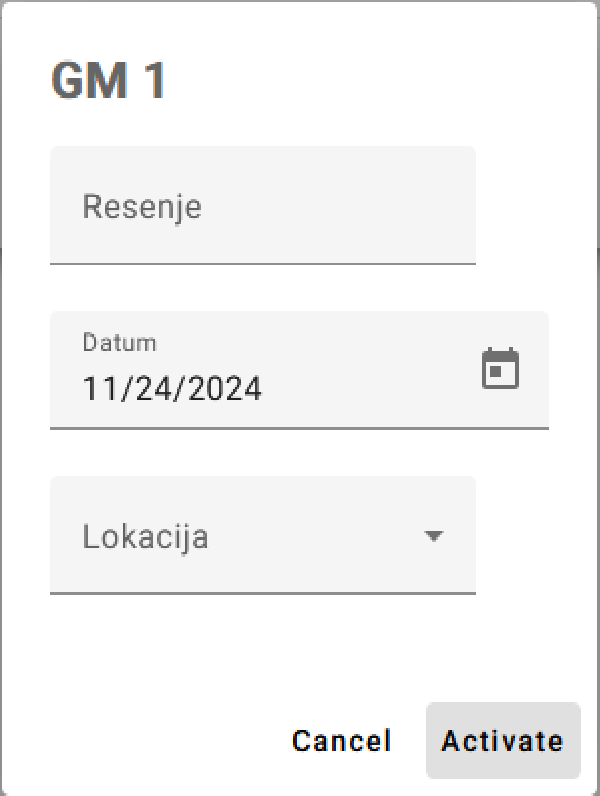 GM 1
Resenje
Datum
11/24/2024
Lokacija
Cancel Activate